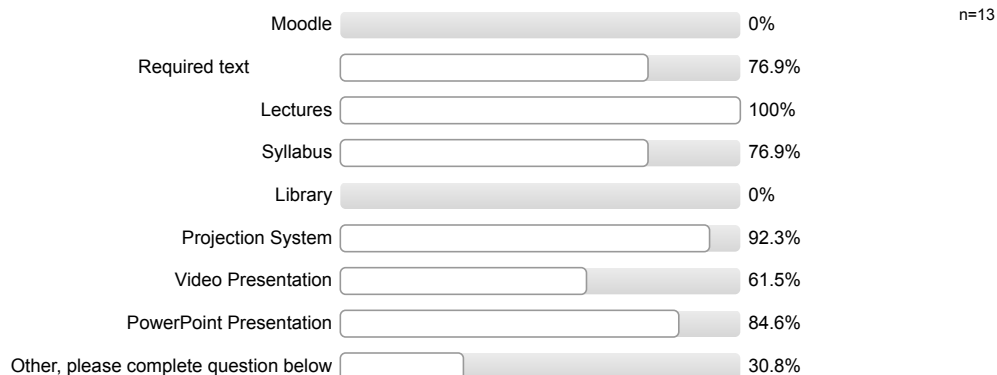 n=13
Moodle 0%
Required text 76.9%
Lectures 100%
Syllabus 76.9%
Library 0%
Projection System 92.3%
Video Presentation 61.5%
PowerPoint Presentation 84.6%
Other, please complete question below 30.8%